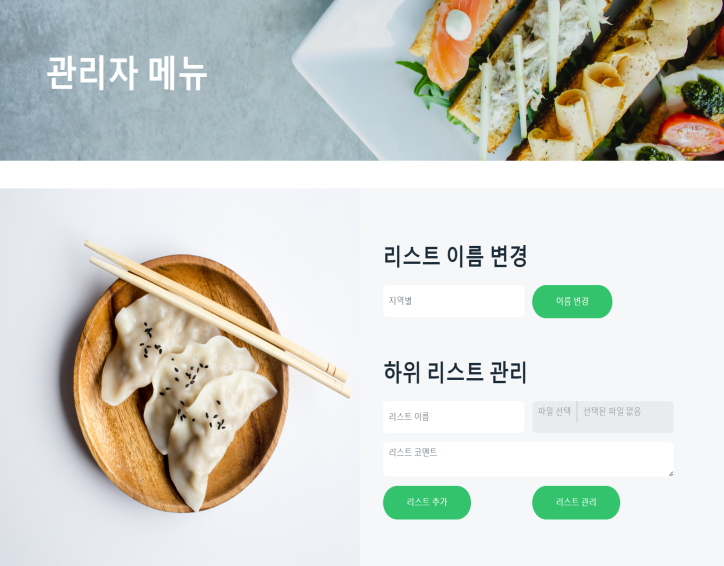 관리자 메뉴
리스트 이름 변경
지역별
이름 변경
하위 리스트 관리
리스트 이름
파일 선택 선택된 파일 없음
리스트 코멘트
리스트 추가
리스트 관리